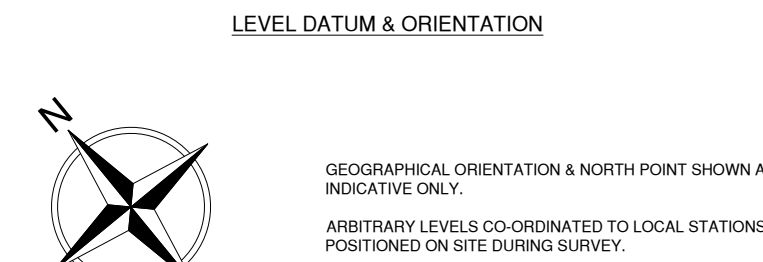 LEVEL DATUM & ORIENTATION
N
GEOGRAPHICAL ORIENTATION & NORTH POINT SHOWN A
INDICATIVE ONLY.
ARBITRARY LEVELS CO-ORDINATED TO LOCAL STATIONS
POSITIONED ON SITE DURING SURVEY.